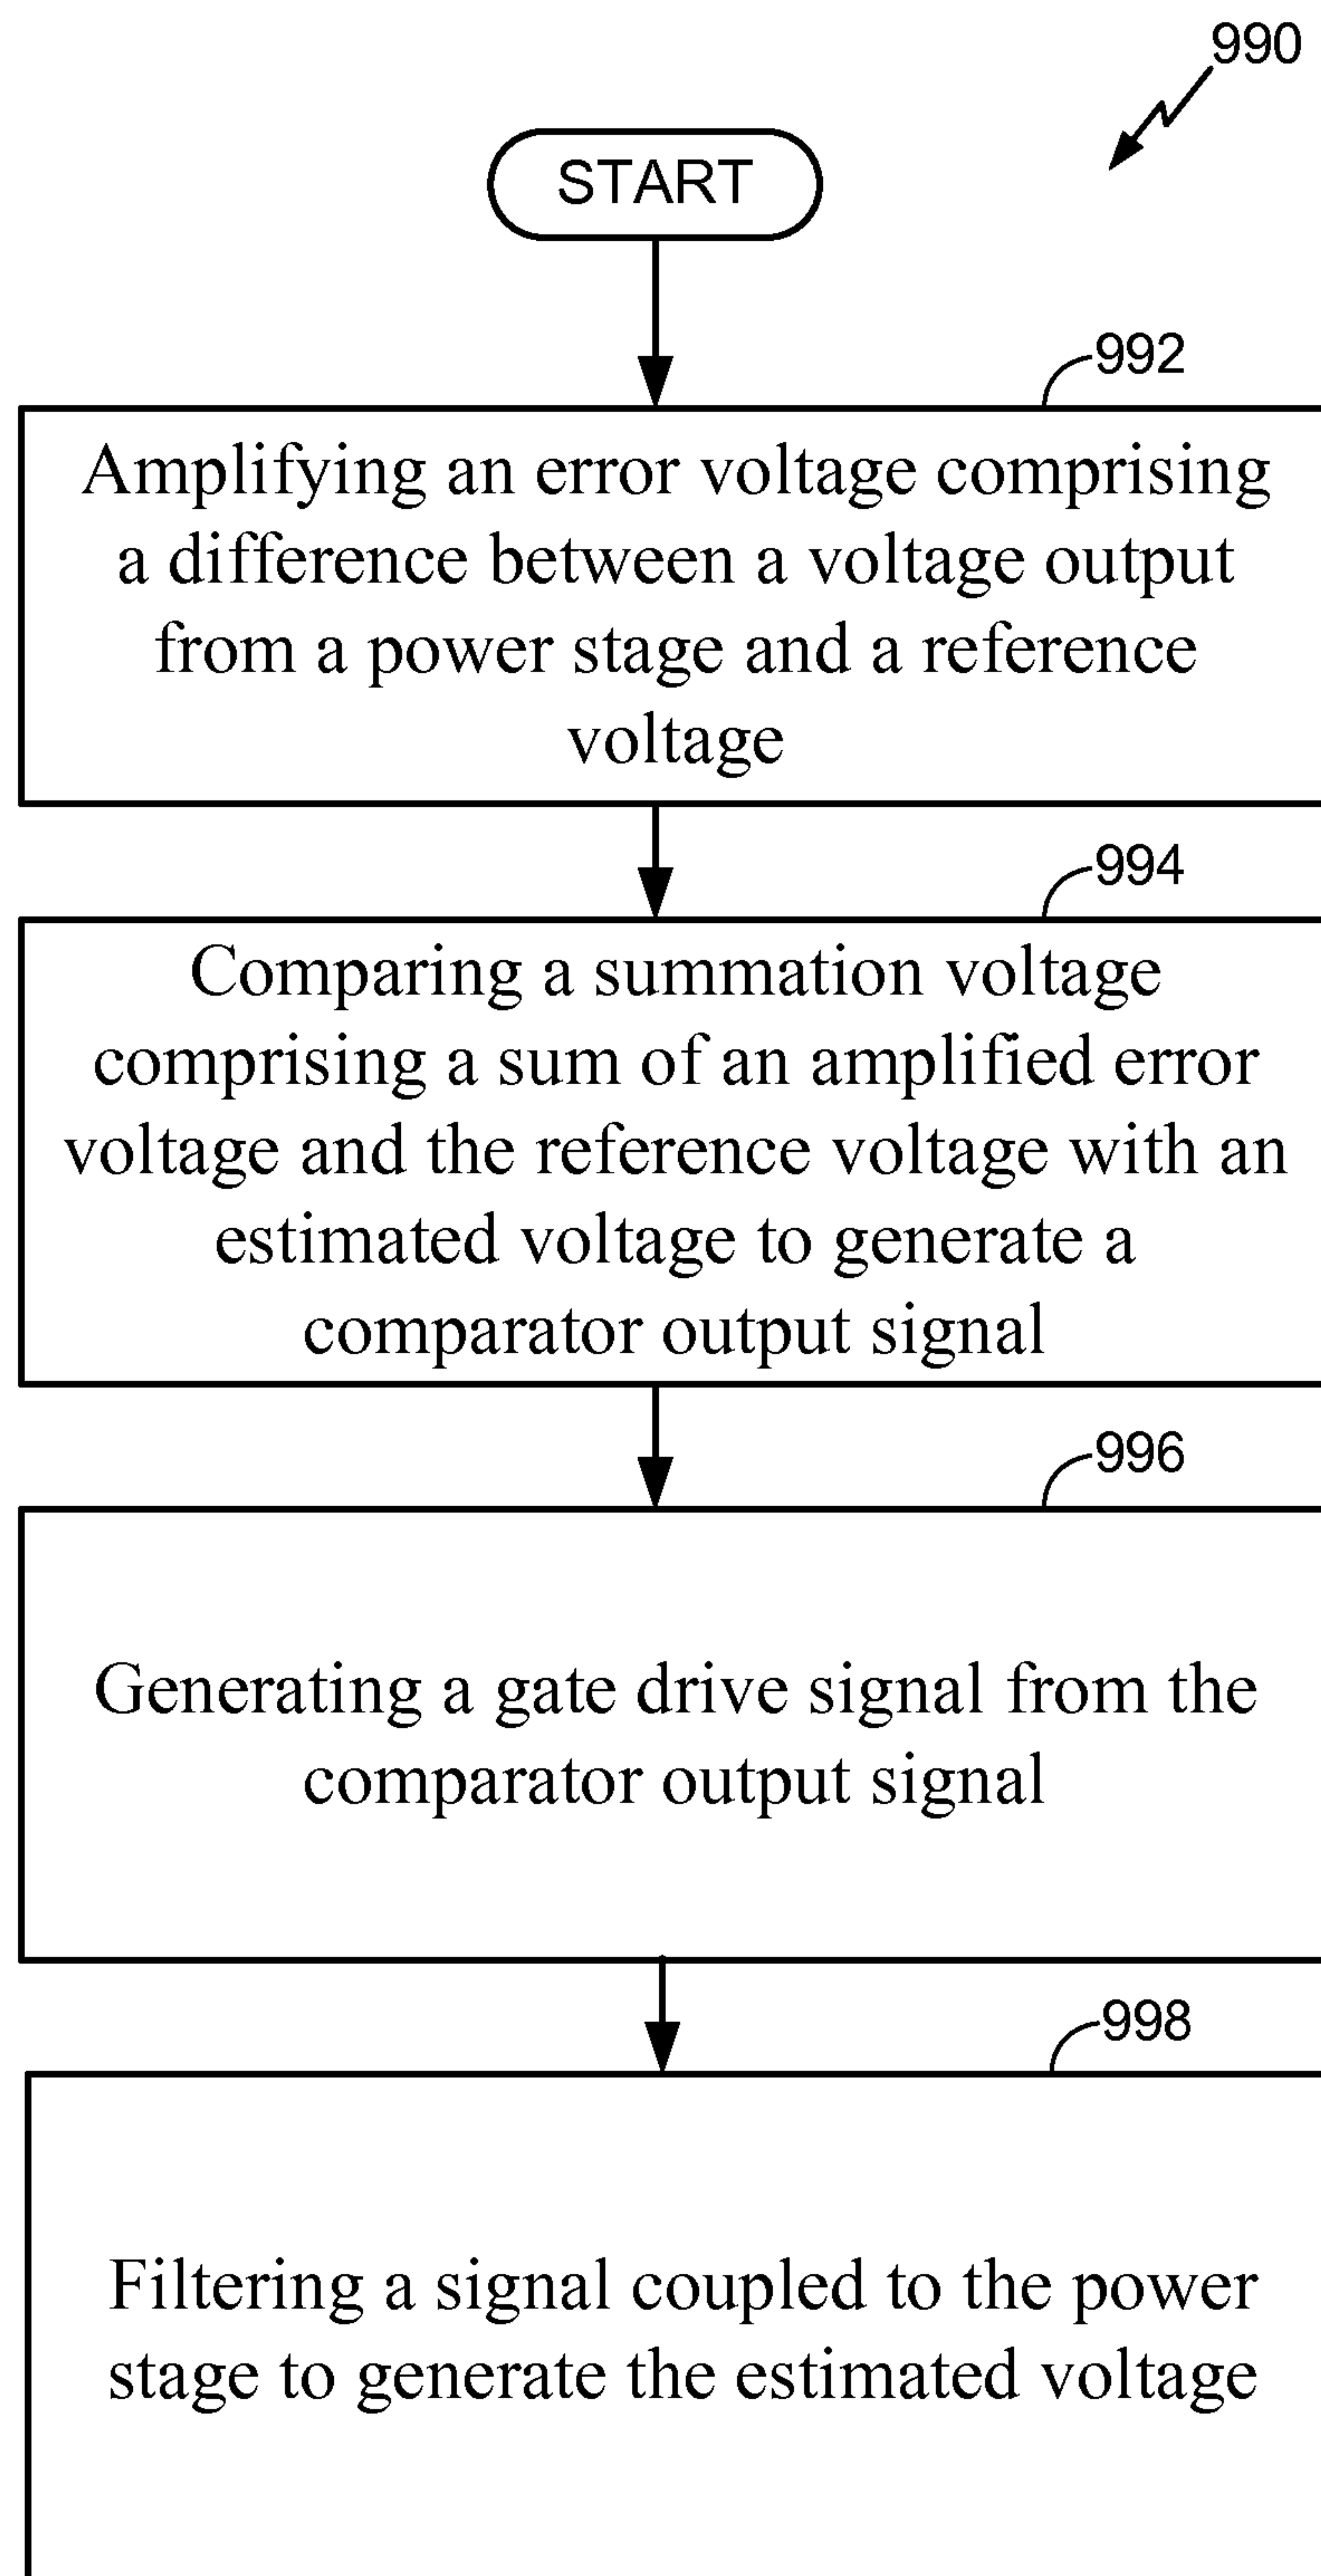 990
START
992
Amplifying an error voltage comprising
a difference between a voltage output
from a power stage and a reference
voltage
994
Comparing a summation voltage
comprising a sum of an amplified error
voltage and the reference voltage with an
estimated voltage to generate a
comparator output signal
996
Generating a gate drive signal from the
comparator output signal
998
Filtering a signal coupled to the power
stage to generate the estimated voltage